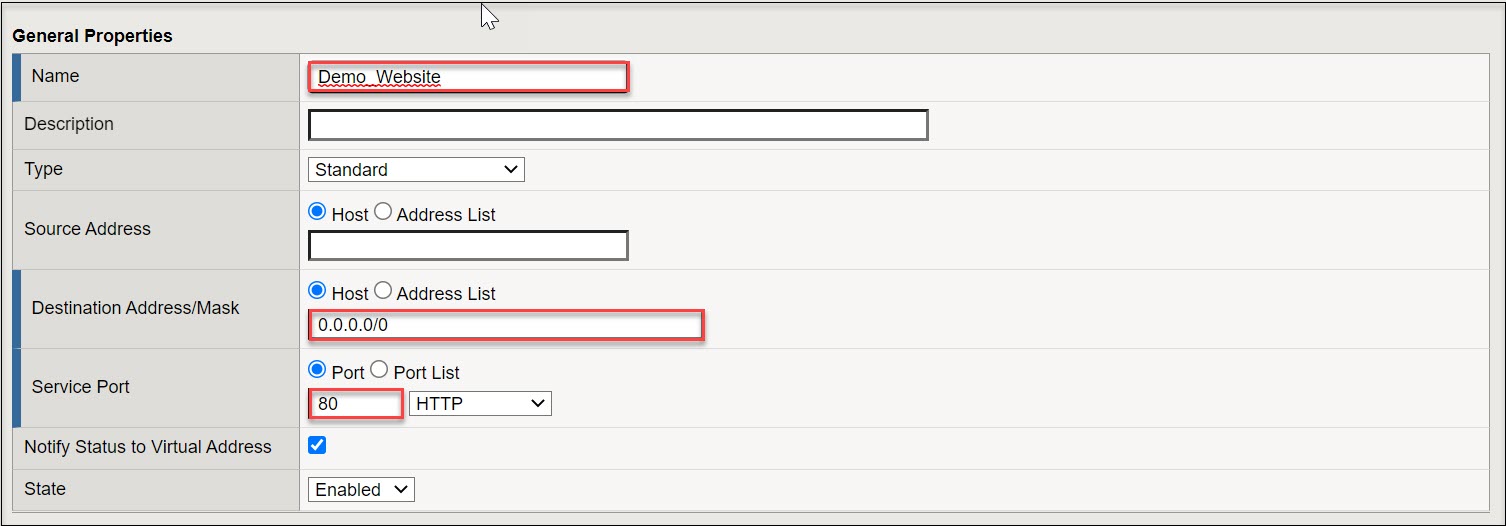 General Properties
Name Demo_Website
Description
Type Standard
Source Address Host Address List
Destination Address/Mask Host Address List
0.0.0.0/0
Service Port Port Port List
80 HTTP
Notify Status to Virtual Address
State Enabled